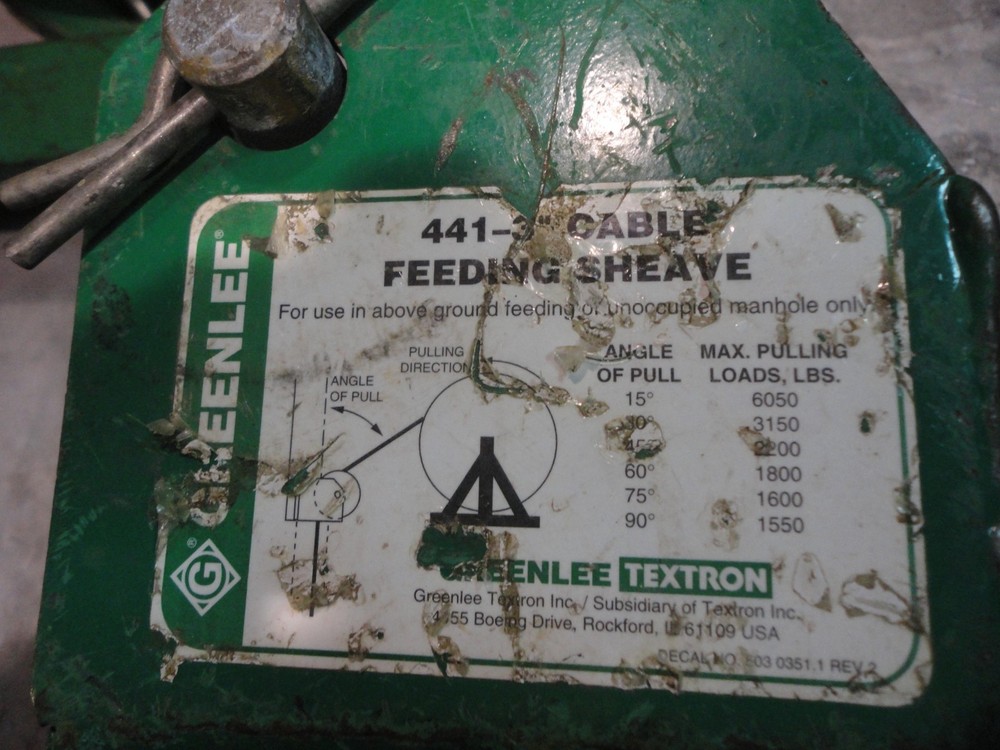 GREENLEE®
G®
441-3" CABLE
FEEDING SHEAVE
For use in above ground feeding or unoccupied manhole only
PULLING
DIRECTION
ANGLE
OF PULL
ANGLE OF PULL MAX. PULLING LOADS, LBS.
15° 6050
30° 3150
45° 2200
60° 1800
75° 1600
90° 1550
GREENLEE TEXTRON
Greenlee Textron Inc. / Subsidiary of Textron Inc.
Boeing Drive, Rockford, IL 61109 USA
DECAL NO. 503 0351.1 REV 2